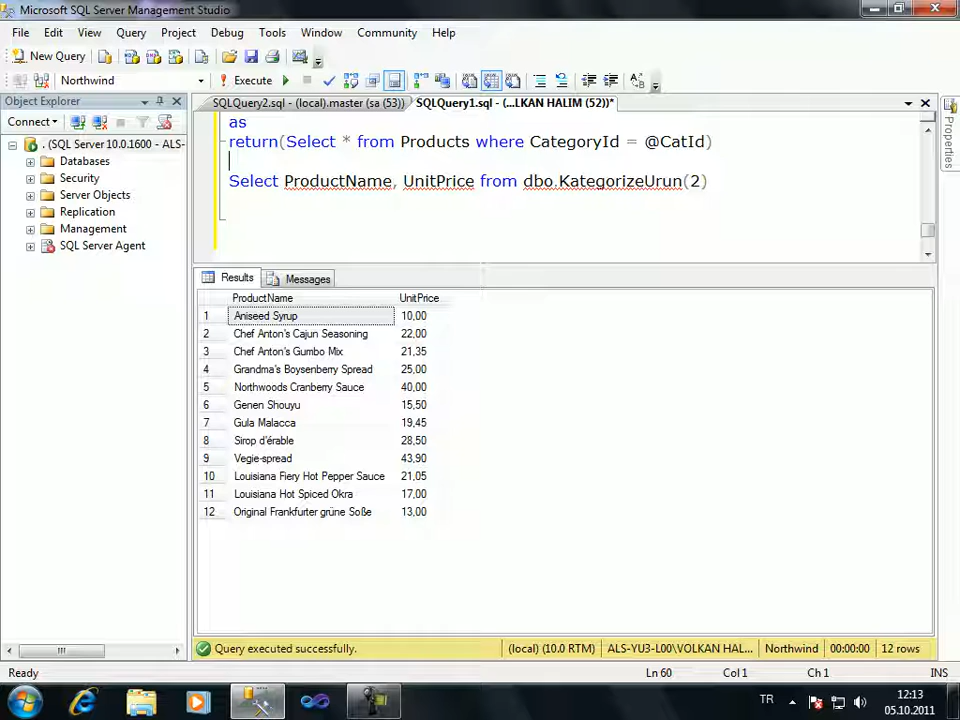 Microsoft SQL Server Management Studio
File Edit View Query Project Debug Tools Window Community Help
New Query
Northwind Execute
Object Explorer
SQLQuery2.sql - (local).master (sa (53))
SQLQuery1.sql - (...LKAN HALIM (52))*
Connect
. (SQL Server 10.0.1600 - ALS-
Databases
Security
Server Objects
Replication
Management
SQL Server Agent
as
return(Select * from Products where CategoryId = @CatId)
Select ProductName, UnitPrice from dbo.KategorizeUrun(2)
Properties
Results Messages
ProductName UnitPrice
1 Aniseed Syrup 10,00
2 Chef Anton's Cajun Seasoning 22,00
3 Chef Anton's Gumbo Mix 21,35
4 Grandma's Boysenberry Spread 25,00
5 Northwoods Cranberry Sauce 40,00
6 Genen Shouyu 15,50
7 Gula Malacca 19,45
8 Sirop d'érable 28,50
9 Vegie-spread 43,90
10 Louisiana Fiery Hot Pepper Sauce 21,05
11 Louisiana Hot Spiced Okra 17,00
12 Original Frankfurter grüne Soße 13,00
Query executed successfully. (local) (10.0 RTM) ALS-YU3-L00\VOLKAN HAL... Northwind 00:00:00 12 rows
Ready Ln 60 Col 1 Ch 1 INS
TR 12:13
05.10.2011